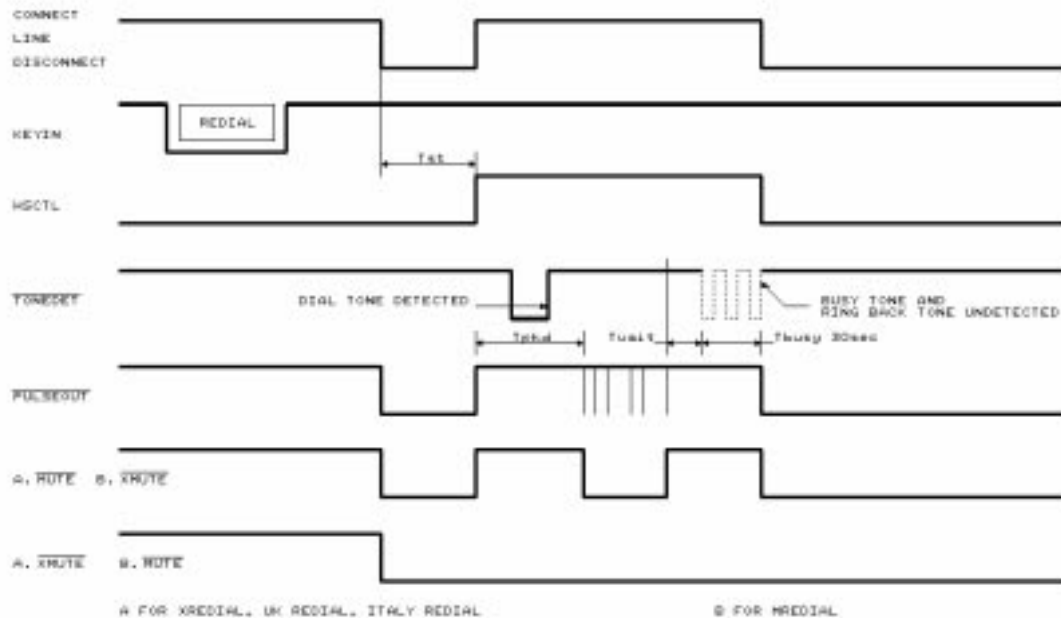 CONNECT
LINE
DISCONNECT
KEYIN
REDIAL
Tst
HSCTL
TONEDET
DIAL TONE DETECTED
BUSY TONE AND
RING BACK TONE UNDETECTED
Twait
Tbusy 30sec
PULSEOUT
A. MUTE B. XMUTE
A. XMUTE B. MUTE
A FOR XREDIAL, UK REDIAL, ITALY REDIAL
B FOR MREDIAL